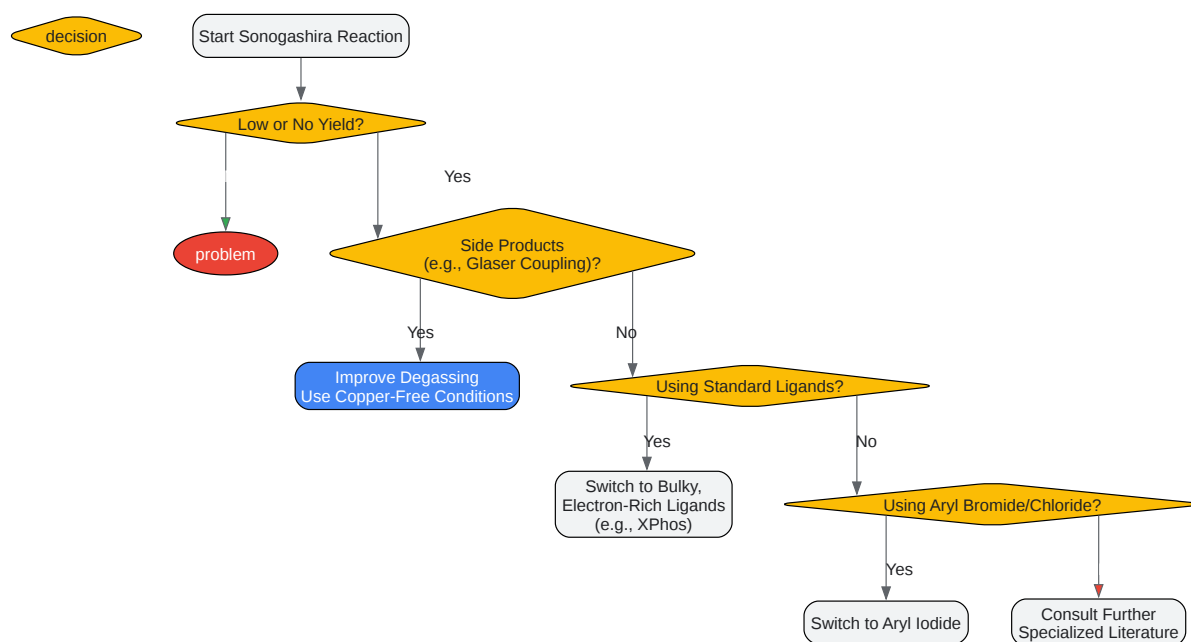 decision
Start Sonogashira Reaction
Low or No Yield?
Yes
problem
Side Products
(e.g., Glaser Coupling)?
Yes
No
Improve Degassing
Use Copper-Free Conditions
Using Standard Ligands?
Yes
No
Switch to Bulky,
Electron-Rich Ligands
(e.g., XPhos)
Using Aryl Bromide/Chloride?
Yes
Switch to Aryl Iodide
Consult Further
Specialized Literature